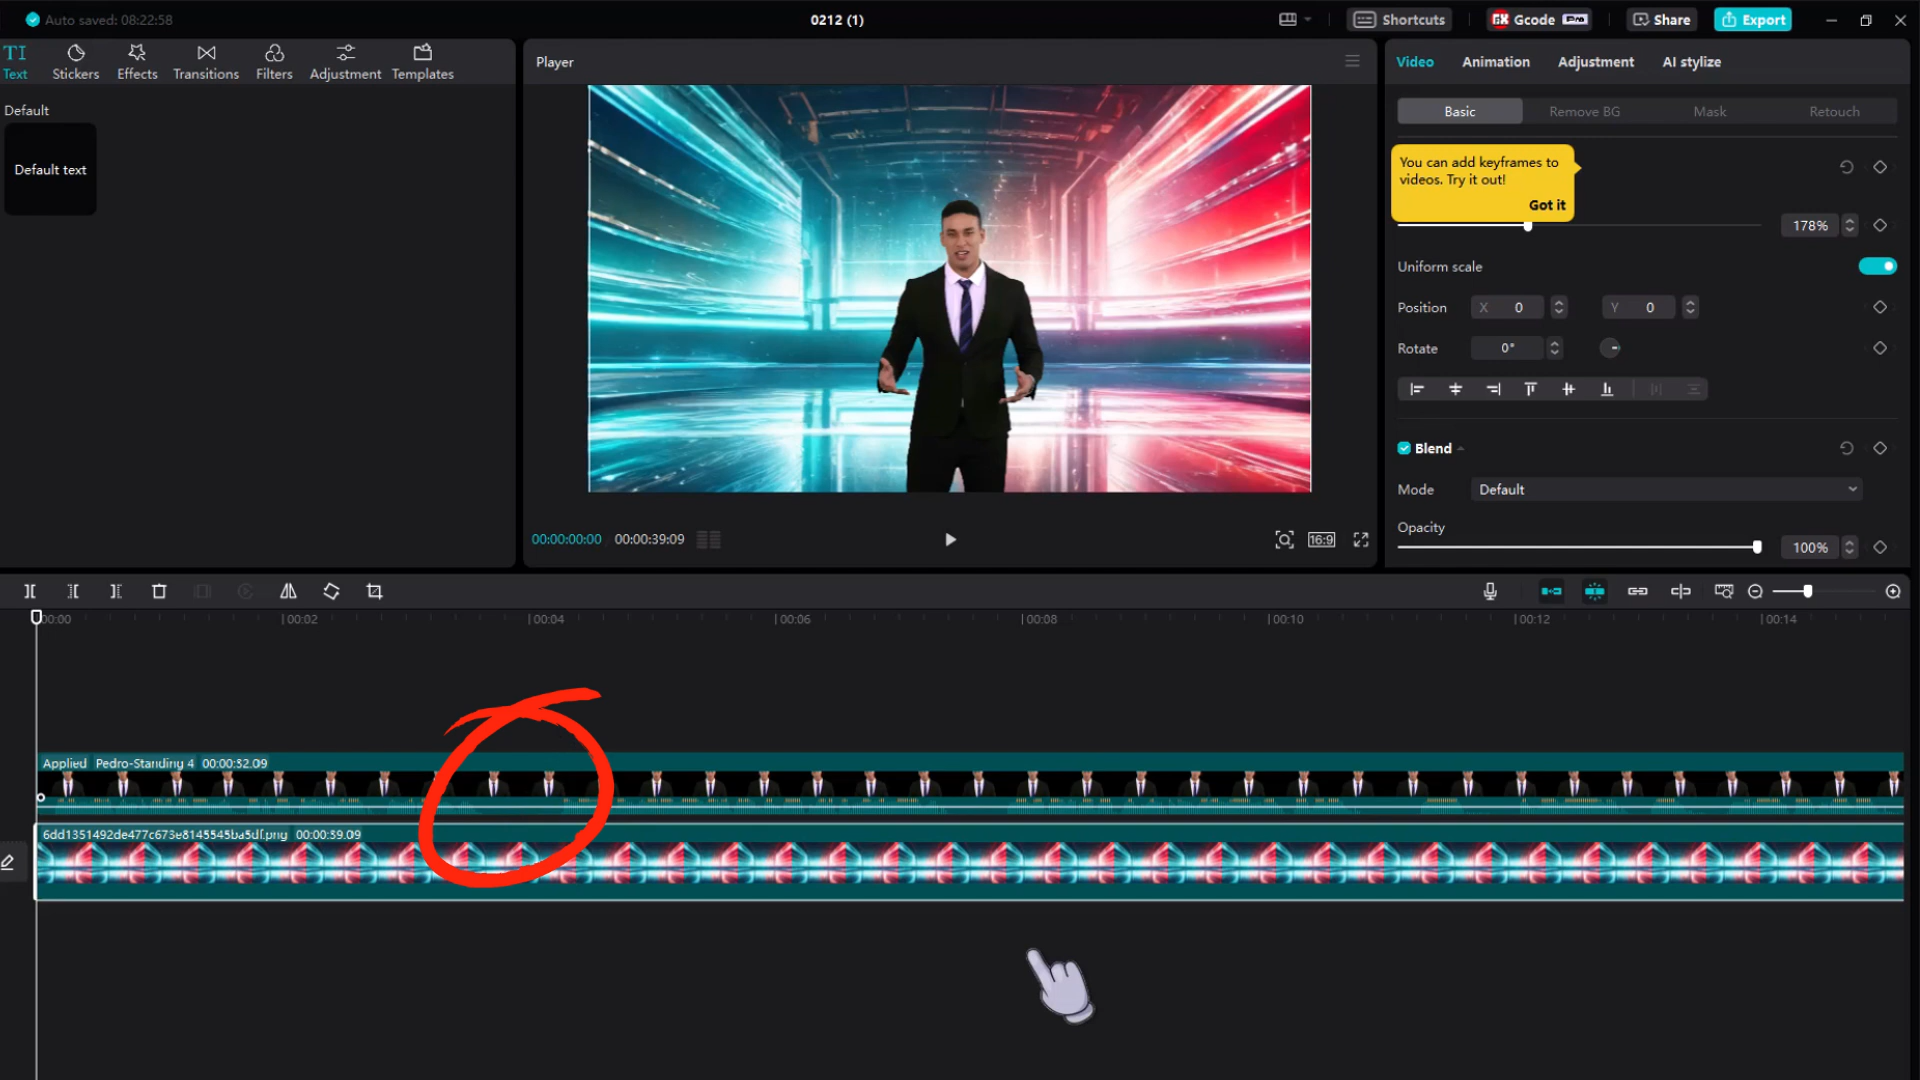 Auto saved: 08:22:58
0212 (1)
Shortcuts
GX Gcode Pro
Share
Export
TI
Text
Stickers
Effects
Transitions
Filters
Adjustment
Templates
Default
Default text
Player
00:00:00:00
00:00:39:09
16:9
Video
Animation
Adjustment
AI stylize
Basic
Remove BG
Mask
Retouch
You can add keyframes to
videos. Try it out!
Got it
178%
Uniform scale
Position X 0 Y 0
Rotate 0°
Blend
Mode Default
Opacity
100%
00:00
00:02
00:04
00:06
00:08
00:10
00:12
00:14
Applied Pedro-Standing 4 00:00:32:09
00:00:39:09